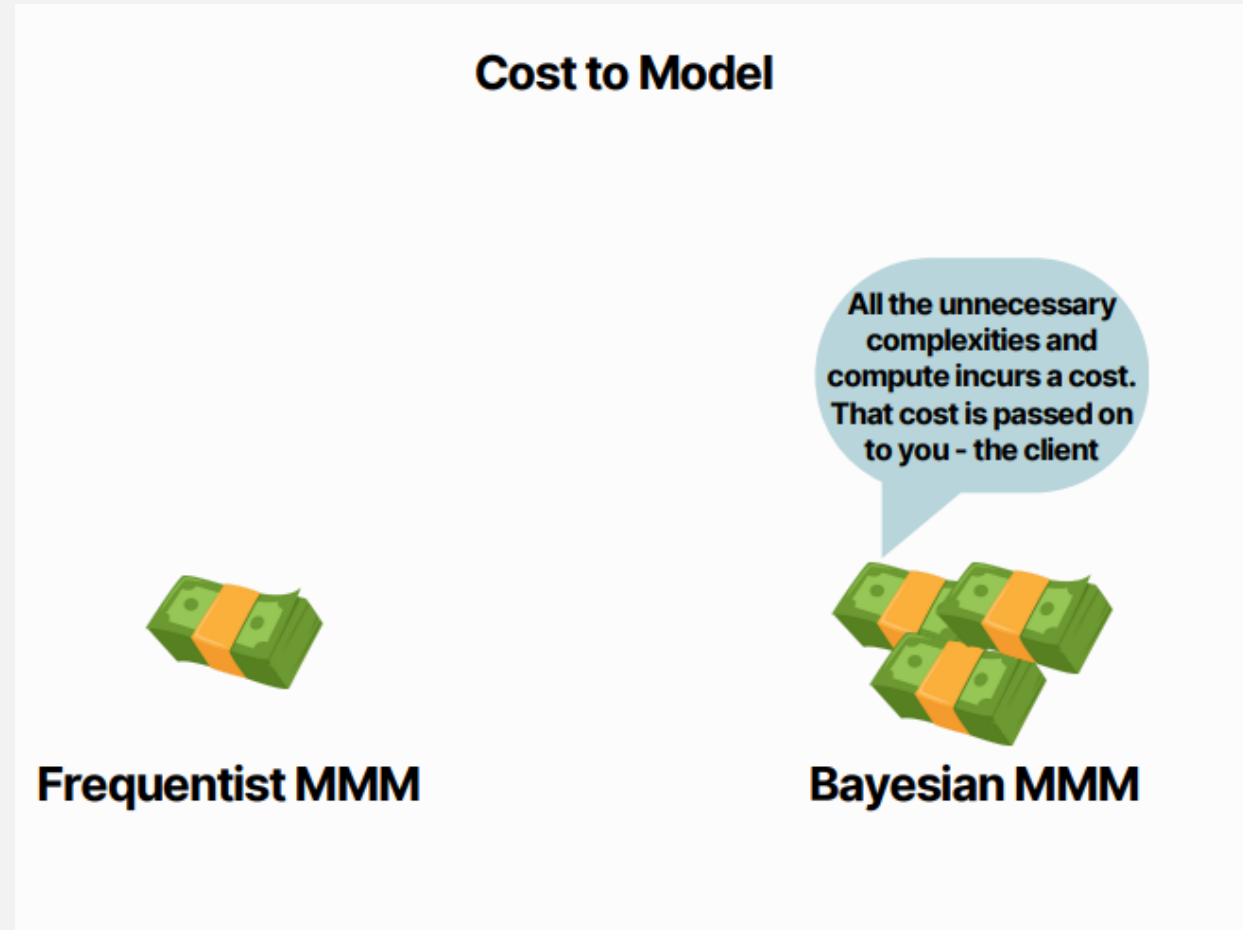 Cost to Model
All the unnecessary
complexities and
compute incurs a cost.
That cost is passed on
to you - the client
Frequentist MMM
Bayesian MMM